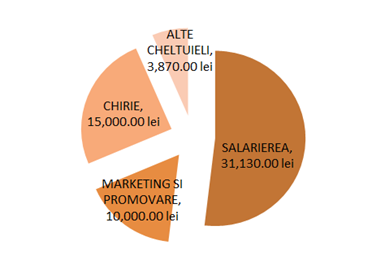 ALTE
CHELTUIELI,
3,870.00 lei
CHIRIE,
15,000.00 lei
SALARIEREA,
31,130.00 lei
MARKETING SI
PROMOVARE,
10,000.00 lei